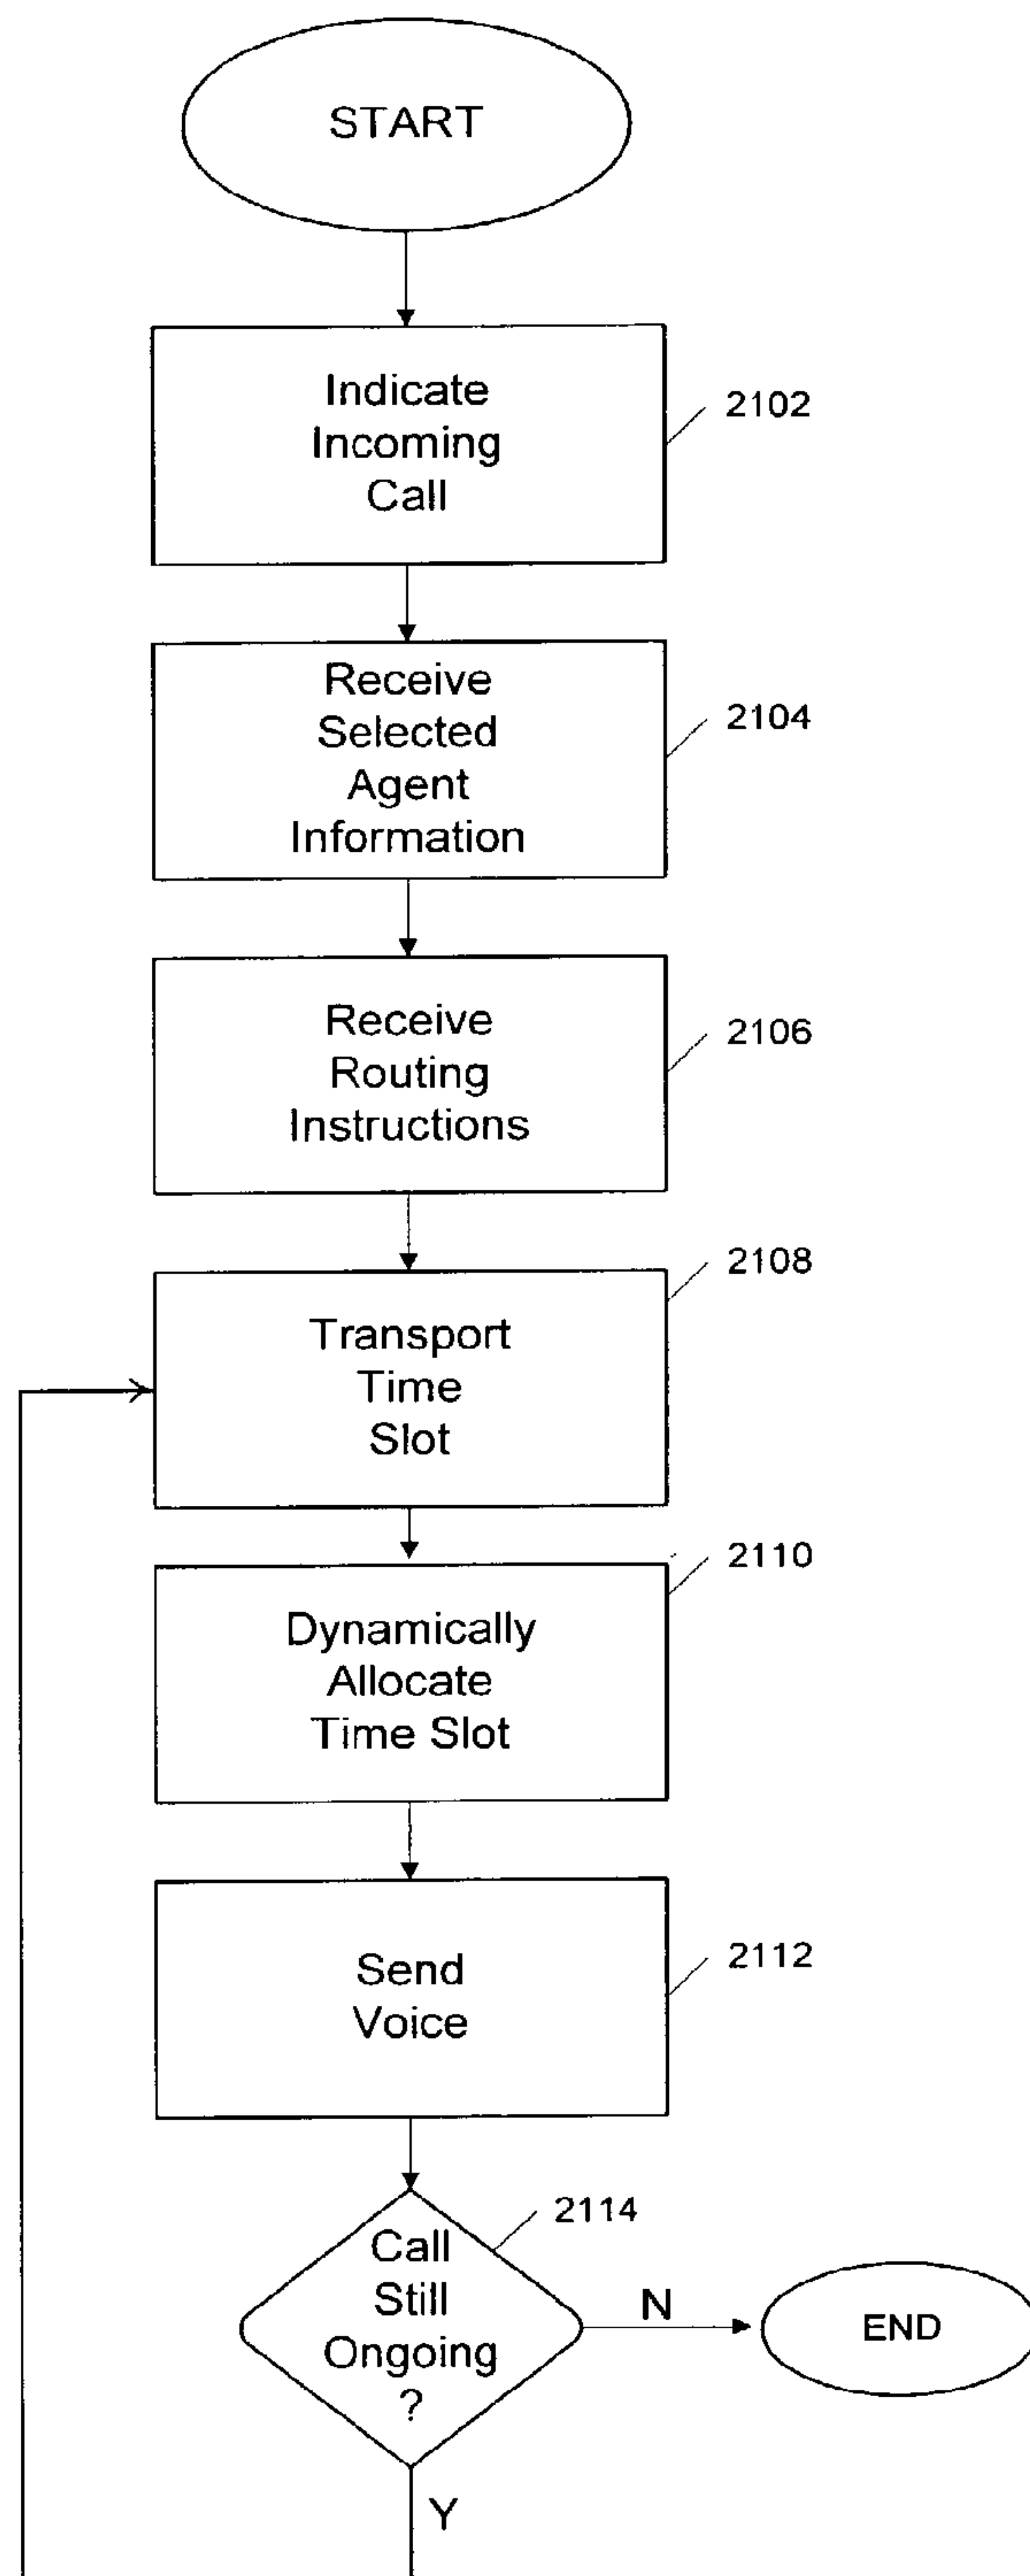 START
Indicate
Incoming
Call
2102
Receive
Selected
Agent
Information
2104
Receive
Routing
Instructions
2106
2108
Transport
Time
Slot
2110
Dynamically
Allocate
Time Slot
2112
Send
Voice
2114
Call
Still
Ongoing
?
N
END
Y